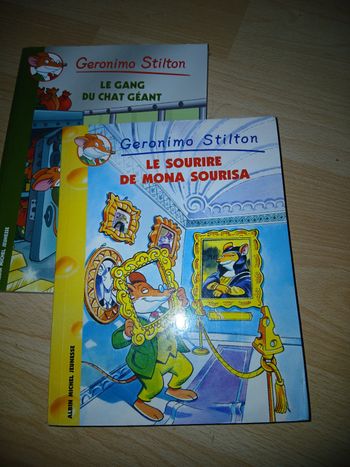 Geronimo Stilton
LE GANG
DU CHAT GÉANT
Geronimo Stilton
LE SOURIRE
DE MONA SOURISA
ALBIN MICHEL JEUNESSE